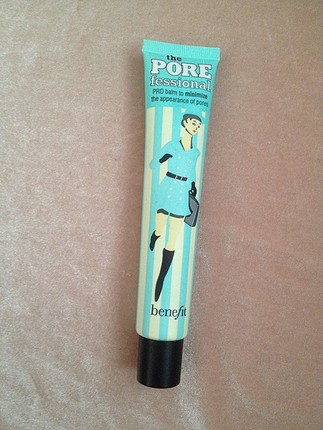 the
PORE
fessional
PRO balm to minimize
the appearance of pores
benefit